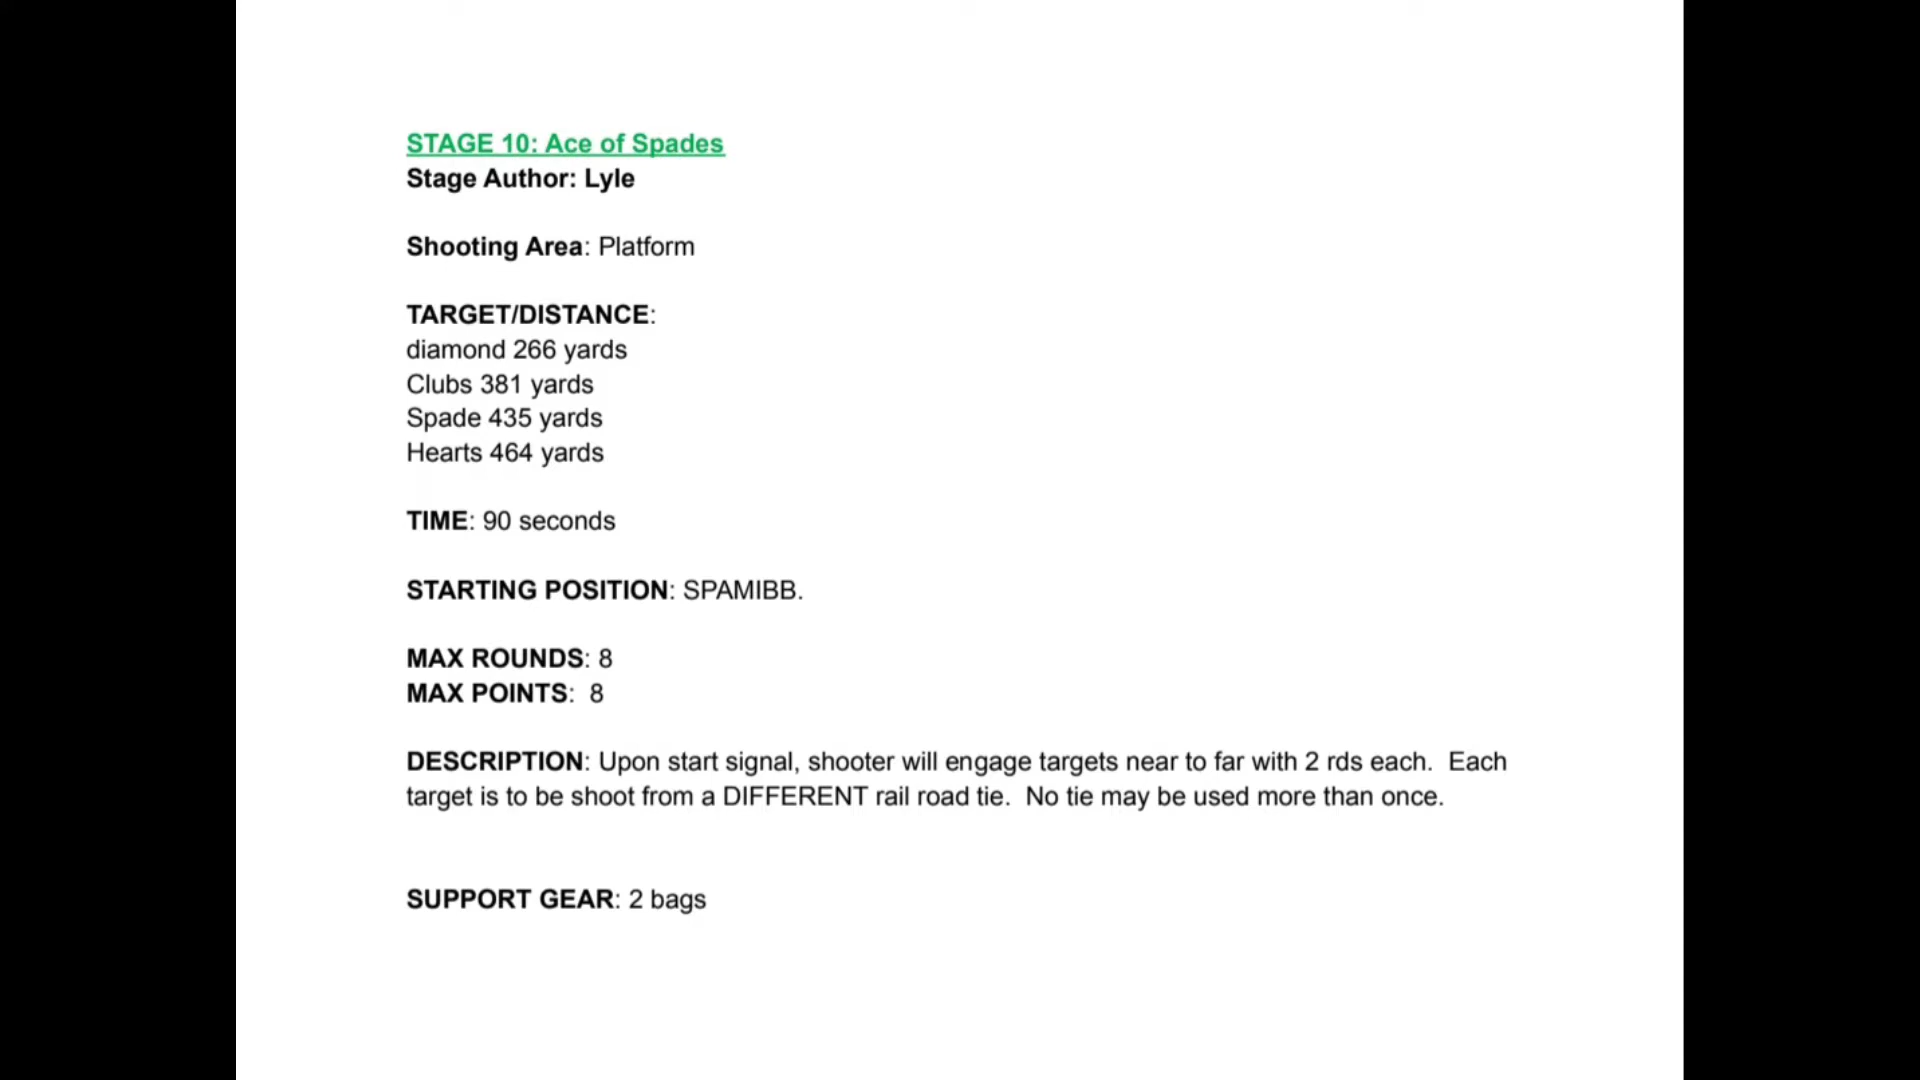 STAGE 10: Ace of Spades
Stage Author: Lyle
Shooting Area: Platform
TARGET/DISTANCE:
diamond 266 yards
Clubs 381 yards
Spade 435 yards
Hearts 464 yards
TIME: 90 seconds
STARTING POSITION: SPAMIBB.
MAX ROUNDS: 8
MAX POINTS:  8
DESCRIPTION: Upon start signal, shooter will engage targets near to far with 2 rds each.  Each
target is to be shoot from a DIFFERENT rail road tie.  No tie may be used more than once.
SUPPORT GEAR: 2 bags